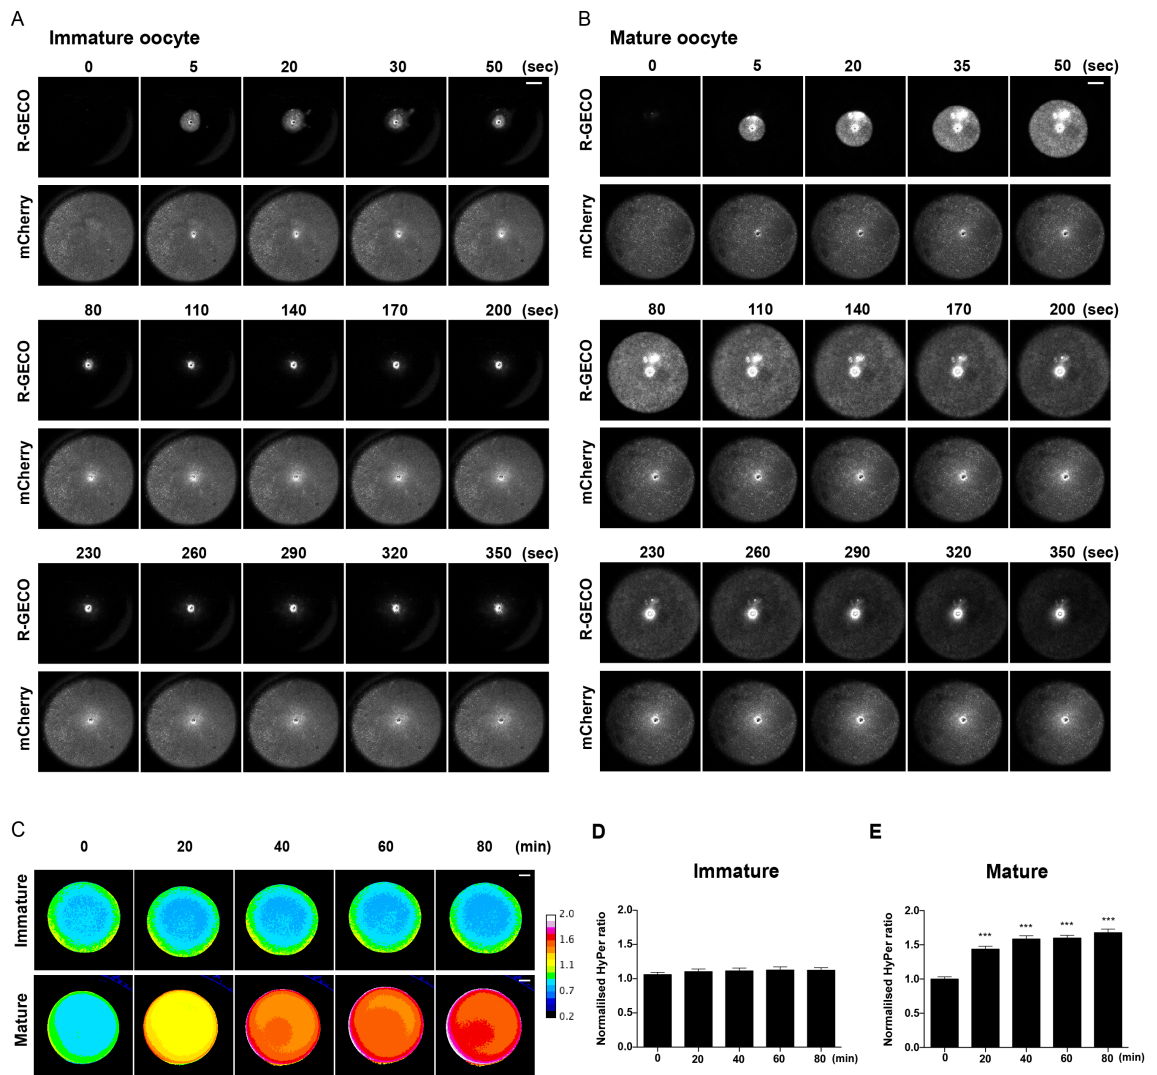 A
Immature oocyte
0 5 20 30 50 (sec)
R-GECO
mCherry
80 110 140 170 200 (sec)
R-GECO
mCherry
230 260 290 320 350 (sec)
R-GECO
mCherry
B
Mature oocyte
0 5 20 35 50 (sec)
R-GECO
mCherry
80 110 140 170 200 (sec)
R-GECO
mCherry
230 260 290 320 350 (sec)
R-GECO
mCherry
C
0 20 40 60 80 (min)
Immature
Mature
2.0
1.6
1.1
0.7
0.2
D
Immature
Normalised HyPer ratio
2.0
1.5
1.0
0.5
0.0
0 20 40 60 80 (min)
E
Mature
Normalised HyPer ratio
2.0
1.5
1.0
0.5
0.0
*** *** *** ***
0 20 40 60 80 (min)